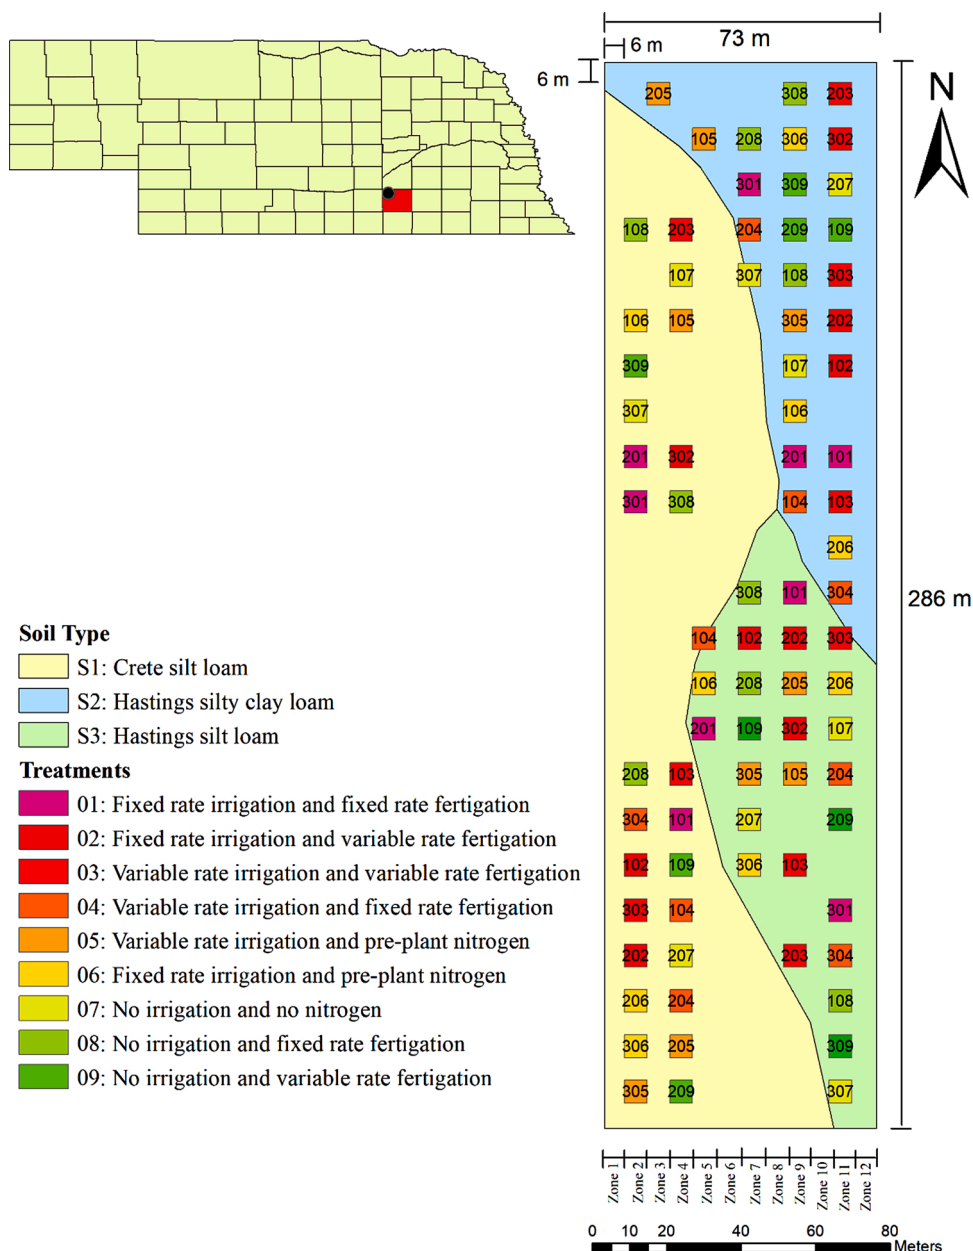 73 m
6 m
6 m
N
205 308 203
105 208 306 302
301 309 207
108 203 204 209 109
107 307 108 303
106 105 305 202
309 107 102
307 106
201 302 201 101
301 308 104 103
206
308 101 304
104 102 202 303
106 208 205 206
201 109 302 107
208 103 305 105 204
304 101 207 209
102 109 306 103
303 104 301
202 207 203 304
206 204 108
306 205 309
305 209 307
286 m
Soil Type
S1: Crete silt loam
S2: Hastings silty clay loam
S3: Hastings silt loam
Treatments
01: Fixed rate irrigation and fixed rate fertigation
02: Fixed rate irrigation and variable rate fertigation
03: Variable rate irrigation and variable rate fertigation
04: Variable rate irrigation and fixed rate fertigation
05: Variable rate irrigation and pre-plant nitrogen
06: Fixed rate irrigation and pre-plant nitrogen
07: No irrigation and no nitrogen
08: No irrigation and fixed rate fertigation
09: No irrigation and variable rate fertigation
Zone 1
Zone 2
Zone 3
Zone 4
Zone 5
Zone 6
Zone 7
Zone 8
Zone 9
Zone 10
Zone 11
Zone 12
0 10 20 40 60 80
Meters